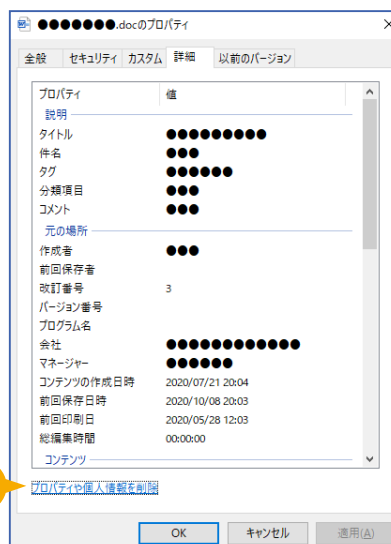 ●●●●●●●.docのプロパティ
全般 セキュリティ カスタム 詳細 以前のバージョン
プロパティ 値
説明
タイトル ●●●●●●●●●
件名 ●●●
タグ ●●●●●●
分類項目 ●●●
コメント ●●●
元の場所
作成者 ●●●
前回保存者
改訂番号 3
バージョン番号
プログラム名
会社 ●●●●●●●●●●●●
マネージャー ●●●●●●
コンテンツの作成日時 2020/07/21 20:04
前回保存日時 2020/10/08 20:03
前回印刷日 2020/05/28 12:03
総編集時間 00:00:00
コンテンツ
プロパティや個人情報を削除
OK キャンセル 適用(A)